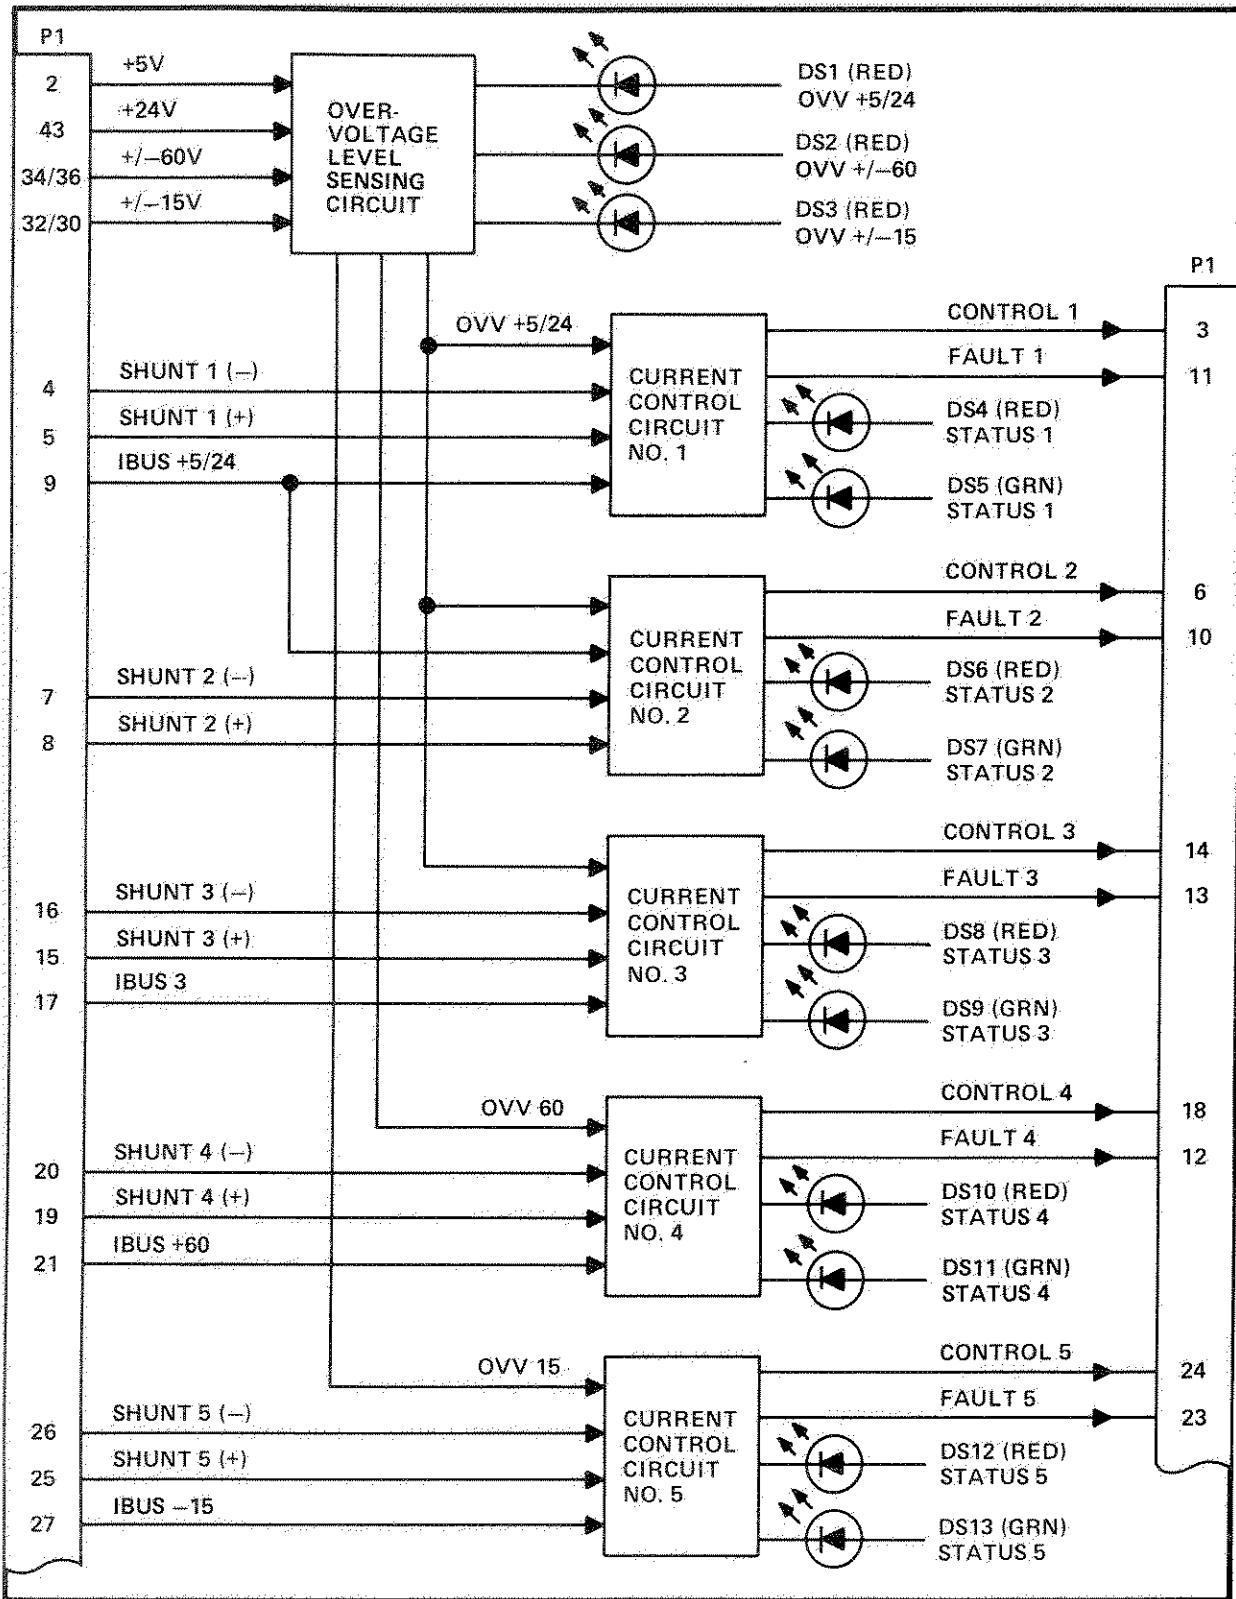 P1
2
+5V
43
+24V
34/36
+/−60V
32/30
+/−15V
OVER-
VOLTAGE
LEVEL
SENSING
CIRCUIT
DS1 (RED)
OVV +5/24
DS2 (RED)
OVV +/−60
DS3 (RED)
OVV +/−15
P1
OVV +5/24
4
SHUNT 1 (−)
5
SHUNT 1 (+)
9
IBUS +5/24
CURRENT
CONTROL
CIRCUIT
NO. 1
CONTROL 1
3
FAULT 1
11
DS4 (RED)
STATUS 1
DS5 (GRN)
STATUS 1
7
SHUNT 2 (−)
8
SHUNT 2 (+)
CURRENT
CONTROL
CIRCUIT
NO. 2
CONTROL 2
6
FAULT 2
10
DS6 (RED)
STATUS 2
DS7 (GRN)
STATUS 2
16
SHUNT 3 (−)
15
SHUNT 3 (+)
17
IBUS 3
CURRENT
CONTROL
CIRCUIT
NO. 3
CONTROL 3
14
FAULT 3
13
DS8 (RED)
STATUS 3
DS9 (GRN)
STATUS 3
OVV 60
20
SHUNT 4 (−)
19
SHUNT 4 (+)
21
IBUS +60
CURRENT
CONTROL
CIRCUIT
NO. 4
CONTROL 4
18
FAULT 4
12
DS10 (RED)
STATUS 4
DS11 (GRN)
STATUS 4
OVV 15
26
SHUNT 5 (−)
25
SHUNT 5 (+)
27
IBUS −15
CURRENT
CONTROL
CIRCUIT
NO. 5
CONTROL 5
24
FAULT 5
23
DS12 (RED)
STATUS 5
DS13 (GRN)
STATUS 5